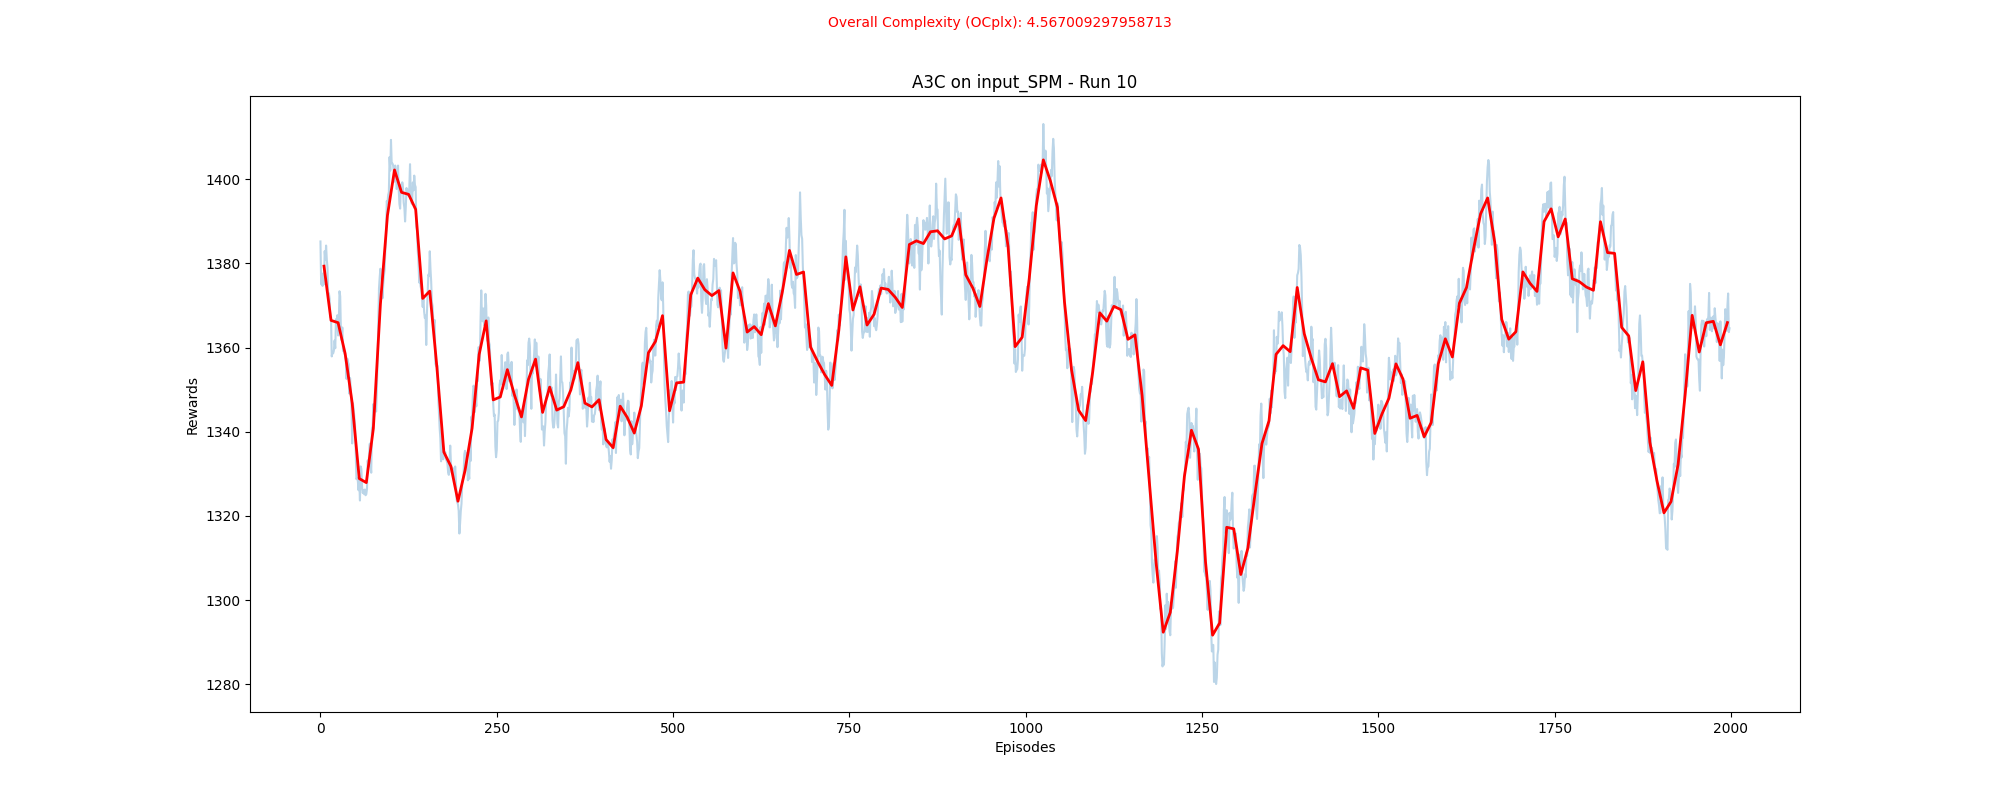 Overall Complexity (OCplx): 4.567009297958713
A3C on input_SPM - Run 10
1400
1380
1360
1340
1320
1300
1280
Rewards
0 250 500 750 1000 1250 1500 1750 2000
Episodes